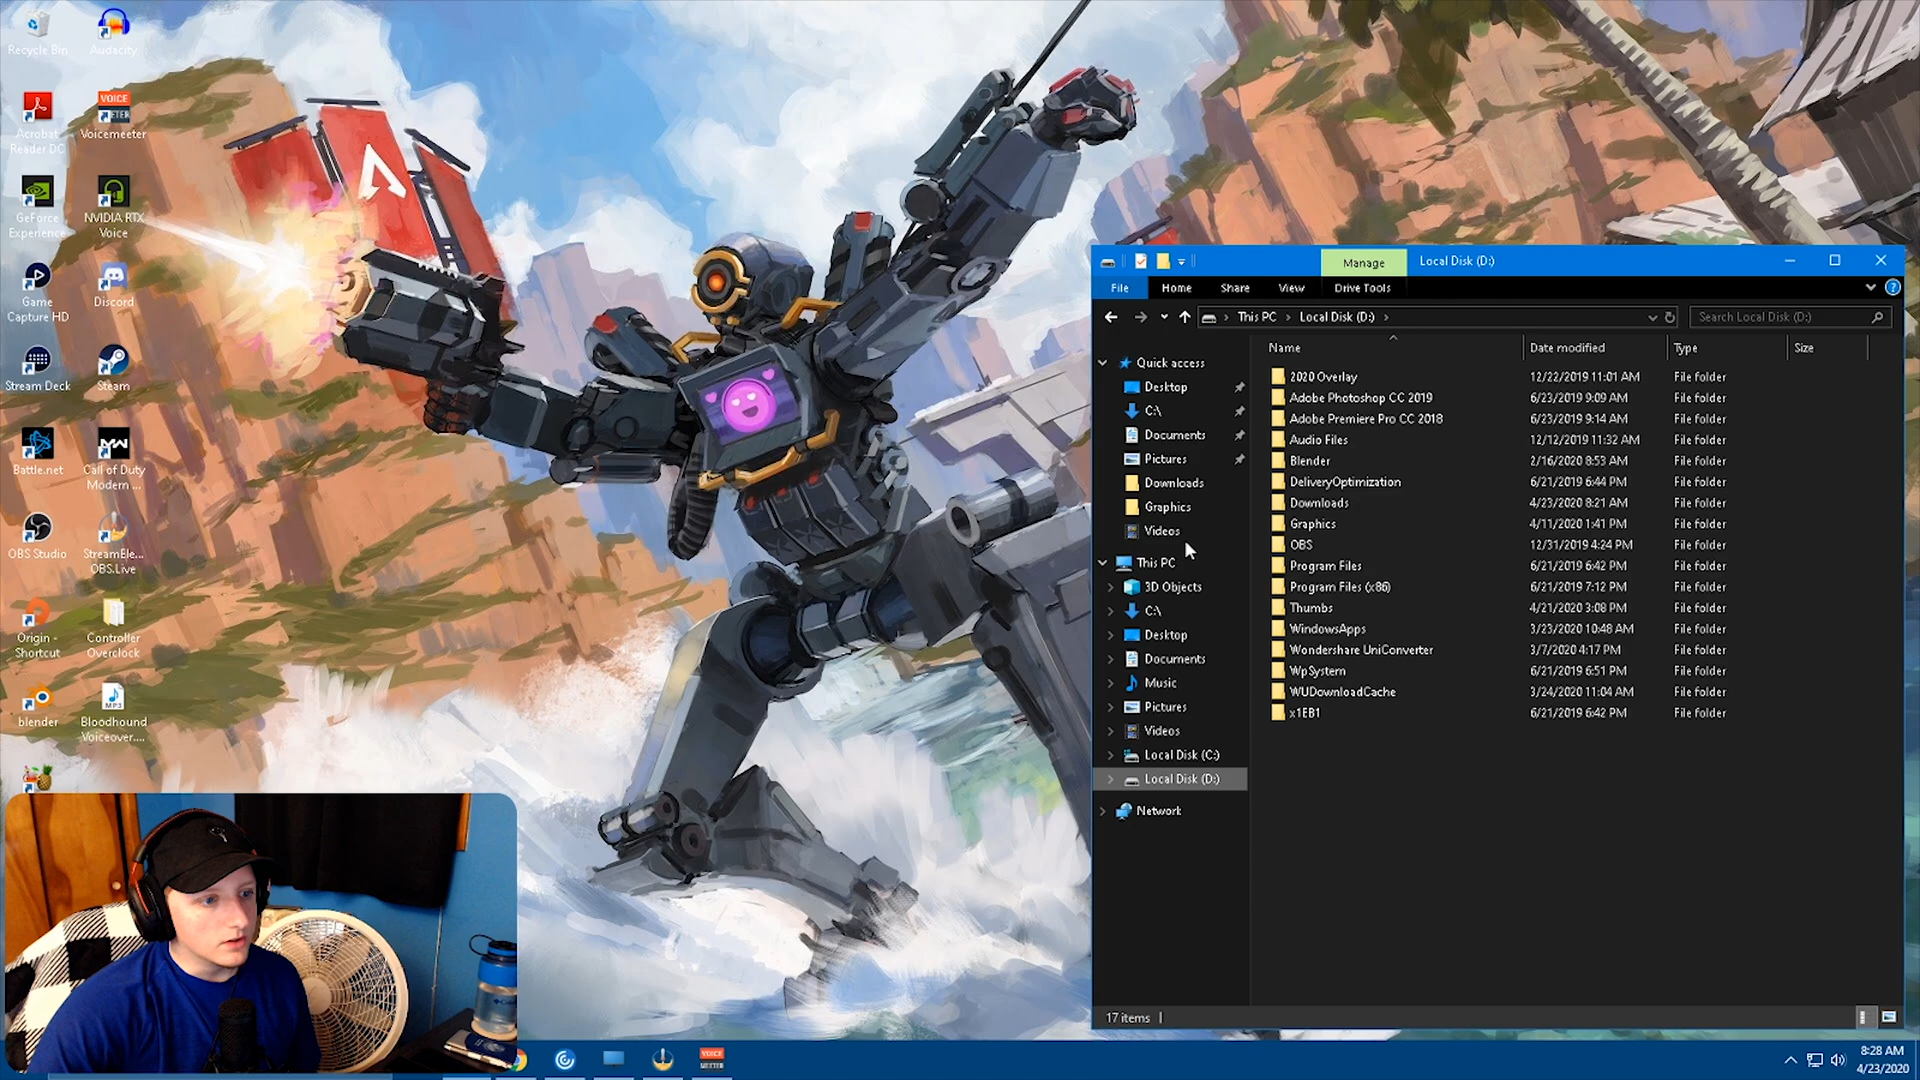 Recycle Bin
Audacity
Acrobat
Reader DC
VOICE
Voicemeeter
GeForce
Experience
NVIDIA RTX
Voice
Game
Capture HD
Discord
Stream Deck
Steam
Battle.net
MW
Call of Duty
Modern ...
OBS Studio
StreamEle...
OBS.Live
Origin -
Shortcut
Controller
Overclock
blender
MP3
Bloodhound
Voiceover....
Manage
Local Disk (D:)
File
Home
Share
View
Drive Tools
This PC
Local Disk (D:)
Search Local Disk (D:)
Name
Date modified
Type
Size
Quick access
Desktop
C:\
Documents
Pictures
Downloads
Graphics
Videos
This PC
3D Objects
C:\
Desktop
Documents
Music
Pictures
Videos
Local Disk (C:)
Local Disk (D:)
Network
2020 Overlay 12/22/2019 11:01 AM File folder
Adobe Photoshop CC 2019 6/23/2019 9:09 AM File folder
Adobe Premiere Pro CC 2018 6/23/2019 9:14 AM File folder
Audio Files 12/12/2019 11:32 AM File folder
Blender 2/16/2020 8:53 AM File folder
DeliveryOptimization 6/21/2019 6:44 PM File folder
Downloads 4/23/2020 8:21 AM File folder
Graphics 4/11/2020 1:41 PM File folder
OBS 12/31/2019 4:24 PM File folder
Program Files 6/21/2019 6:42 PM File folder
Program Files (x86) 6/21/2019 7:12 PM File folder
Thumbs 4/21/2020 3:08 PM File folder
WindowsApps 3/23/2020 10:48 AM File folder
Wondershare UniConverter 3/7/2020 4:17 PM File folder
WpSystem 6/21/2019 6:51 PM File folder
WUDownloadCache 3/24/2020 11:04 AM File folder
x1EB1 6/21/2019 6:42 PM File folder
17 items
VOICE
MEETER
8:28 AM
4/23/2020